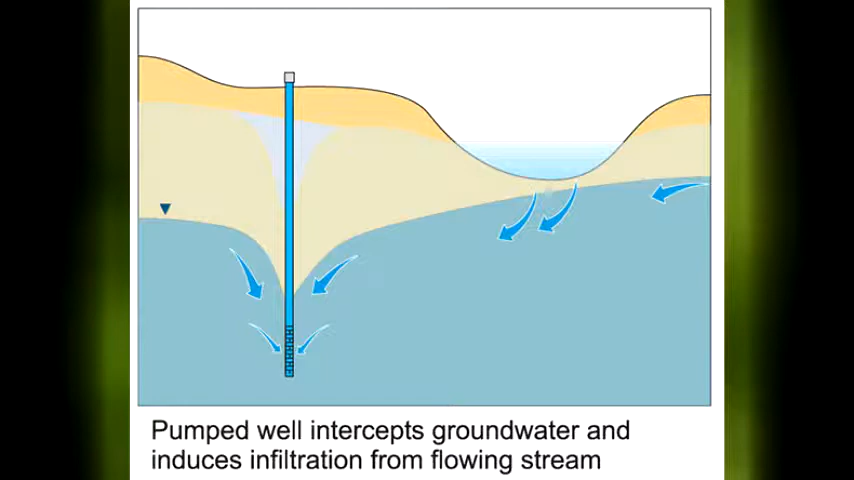 Pumped well intercepts groundwater and
induces infiltration from flowing stream